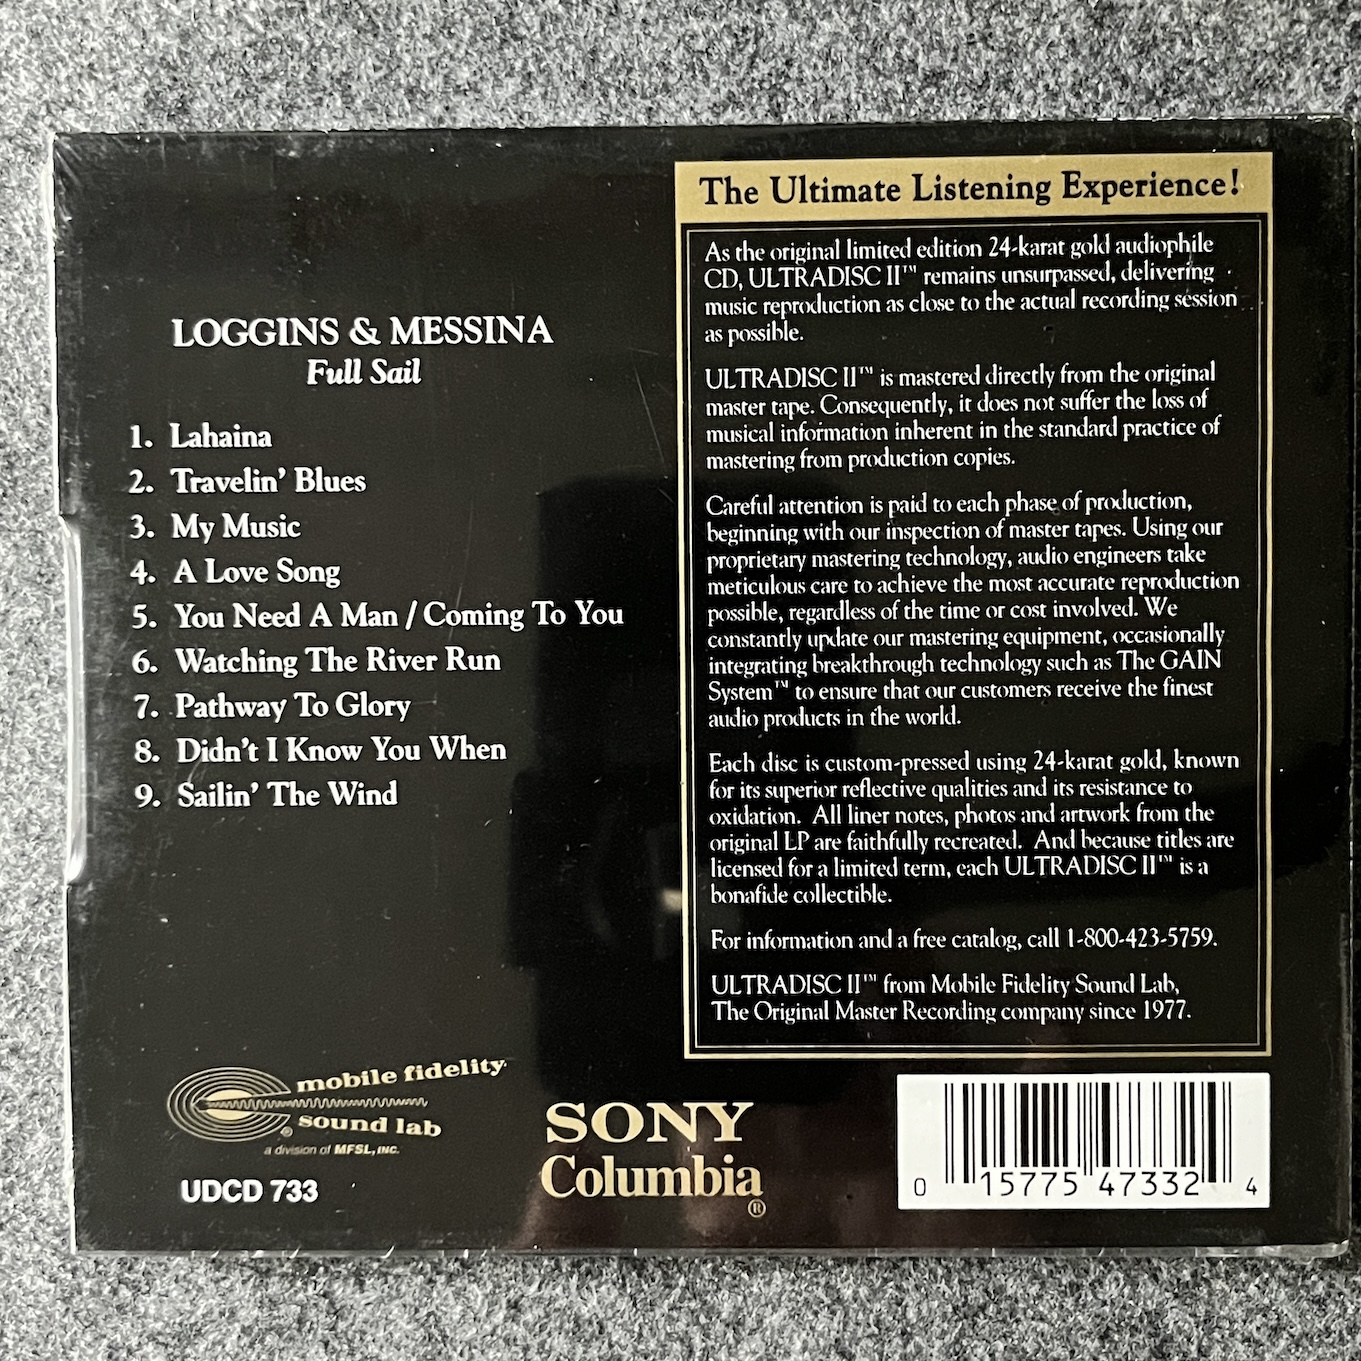 LOGGINS & MESSINA
Full Sail
1. Lahaina
2. Travelin' Blues
3. My Music
4. A Love Song
5. You Need A Man / Coming To You
6. Watching The River Run
7. Pathway To Glory
8. Didn't I Know You When
9. Sailin' The Wind
The Ultimate Listening Experience!
As the original limited edition 24-karat gold audiophile
CD, ULTRADISC II™ remains unsurpassed, delivering
music reproduction as close to the actual recording session
as possible.
ULTRADISC II™ is mastered directly from the original
master tape. Consequently, it does not suffer the loss of
musical information inherent in the standard practice of
mastering from production copies.
Careful attention is paid to each phase of production,
beginning with our inspection of master tapes. Using our
proprietary mastering technology, audio engineers take
meticulous care to achieve the most accurate reproduction
possible, regardless of the time or cost involved. We
constantly update our mastering equipment, occasionally
integrating breakthrough technology such as The GAIN
System™ to ensure that our customers receive the finest
audio products in the world.
Each disc is custom-pressed using 24-karat gold, known
for its superior reflective qualities and its resistance to
oxidation. All liner notes, photos and artwork from the
original LP are faithfully recreated. And because titles are
licensed for a limited term, each ULTRADISC II™ is a
bonafide collectible.
For information and a free catalog, call 1-800-423-5759.
ULTRADISC II™ from Mobile Fidelity Sound Lab,
The Original Master Recording company since 1977.
mobile fidelity
sound lab
®
a division of MFSL, INC.
UDCD 733
SONY
Columbia
®
0 15775 47332 4